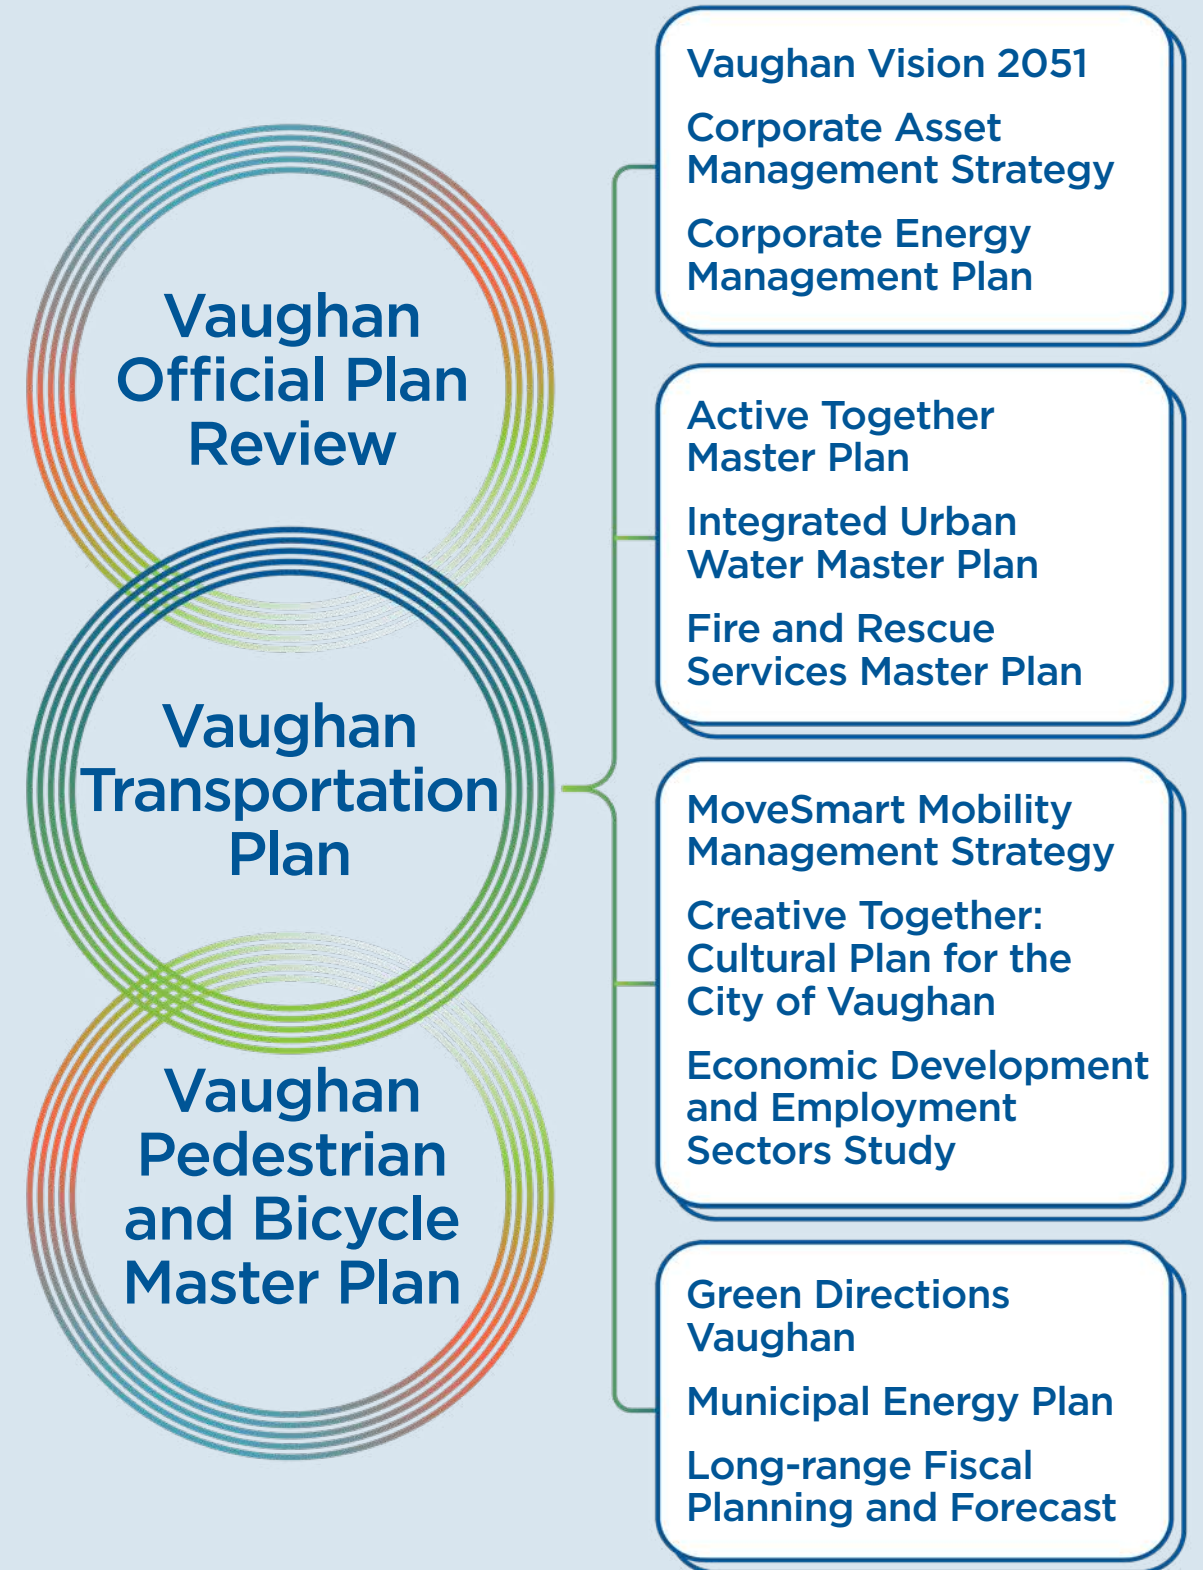 Vaughan
Official Plan
Review
Vaughan
Transportation
Plan
Vaughan
Pedestrian
and Bicycle
Master Plan
Vaughan Vision 2051
Corporate Asset
Management Strategy
Corporate Energy
Management Plan
Active Together
Master Plan
Integrated Urban
Water Master Plan
Fire and Rescue
Services Master Plan
MoveSmart Mobility
Management Strategy
Creative Together:
Cultural Plan for the
City of Vaughan
Economic Development
and Employment
Sectors Study
Green Directions
Vaughan
Municipal Energy Plan
Long-range Fiscal
Planning and Forecast